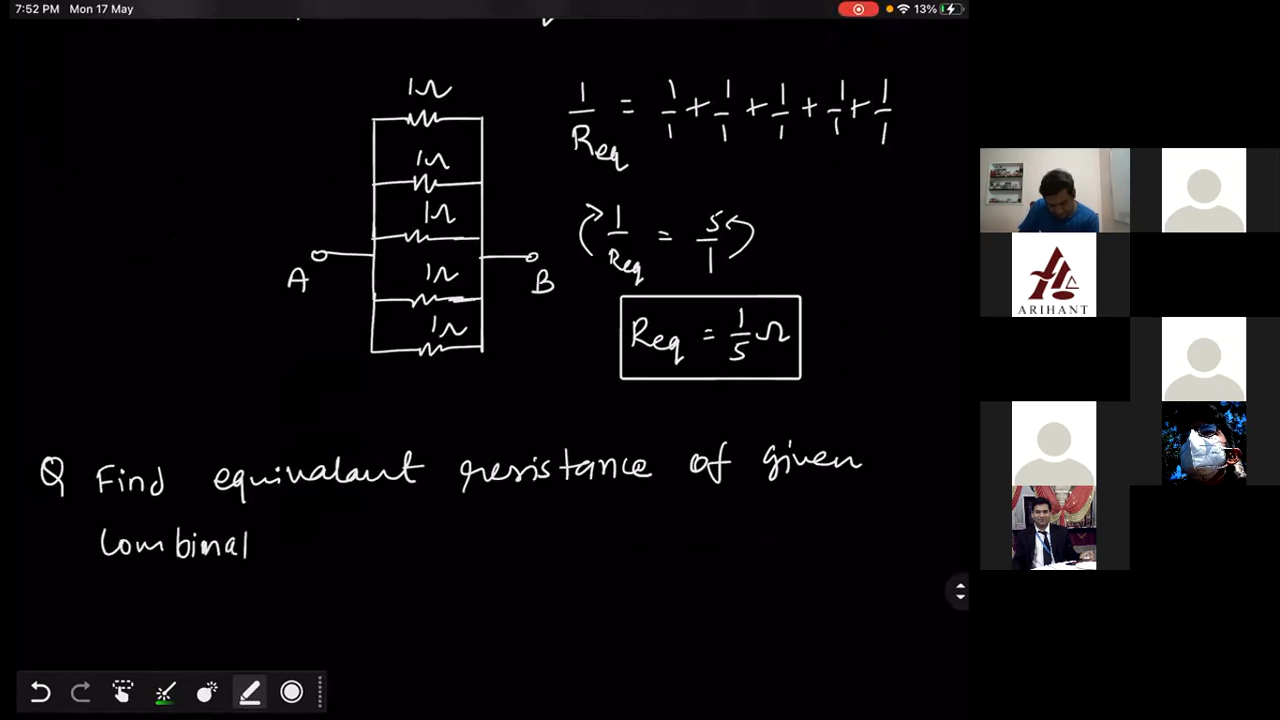 7:52 PM Mon 17 May
13%
1Ω
1Ω
1Ω
1Ω
1Ω
A
B
1/Req = 1/1 + 1/1 + 1/1 + 1/1 + 1/1
1/Req = 5/1
Req = 1/5 Ω
Q Find equivalant resistance of given
combinal
ARIHANT